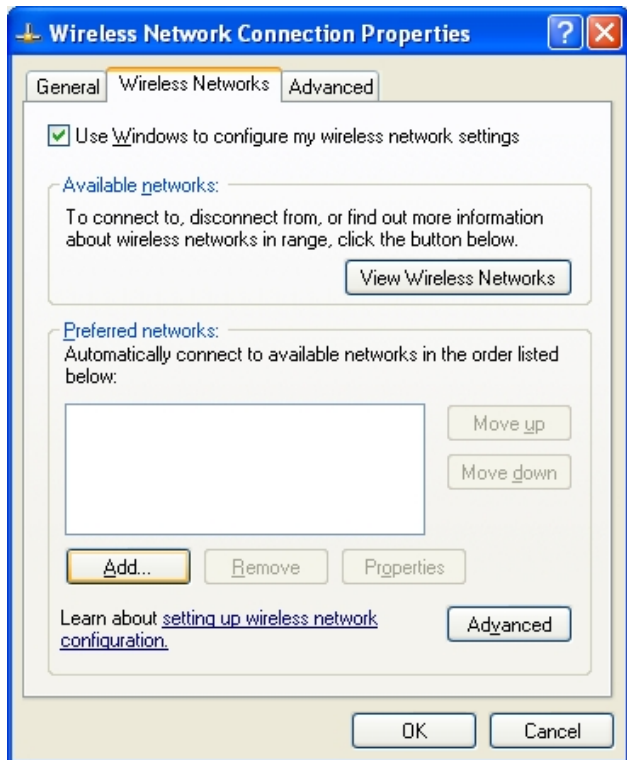 Wireless Network Connection Properties
?
General
Wireless Networks
Advanced
Use Windows to configure my wireless network settings
Available networks:
To connect to, disconnect from, or find out more information
about wireless networks in range, click the button below.
View Wireless Networks
Preferred networks:
Automatically connect to available networks in the order listed
below:
Move up
Move down
Add...
Remove
Properties
Learn about setting up wireless network
configuration.
Advanced
OK
Cancel